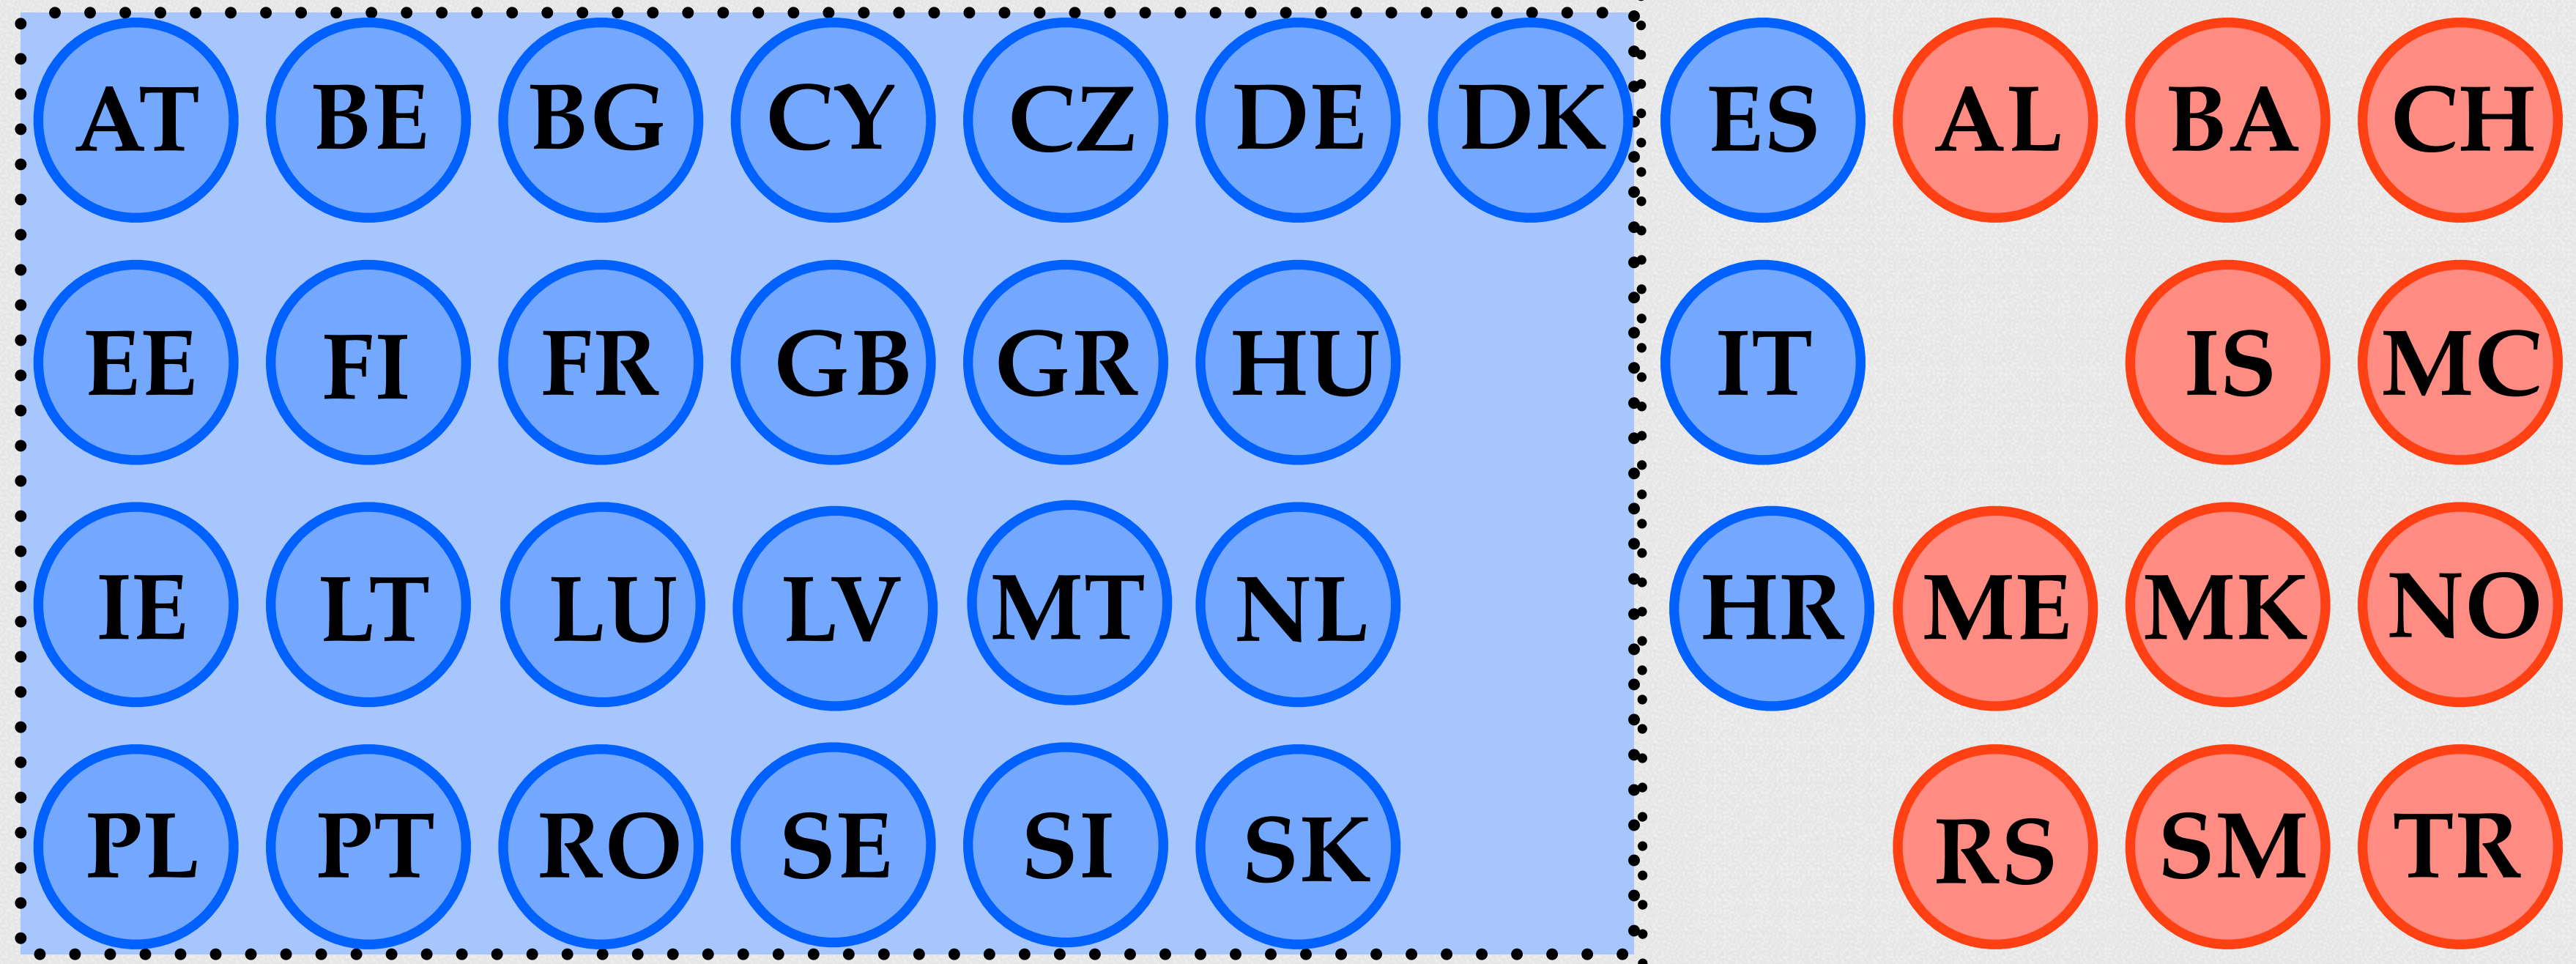 AT BE BG CY CZ DE DK ES AL BA CH
EE FI FR GB GR HU IT IS MC
IE LT LU LV MT NL HR ME MK NO
PL PT RO SE SI SK RS SM TR